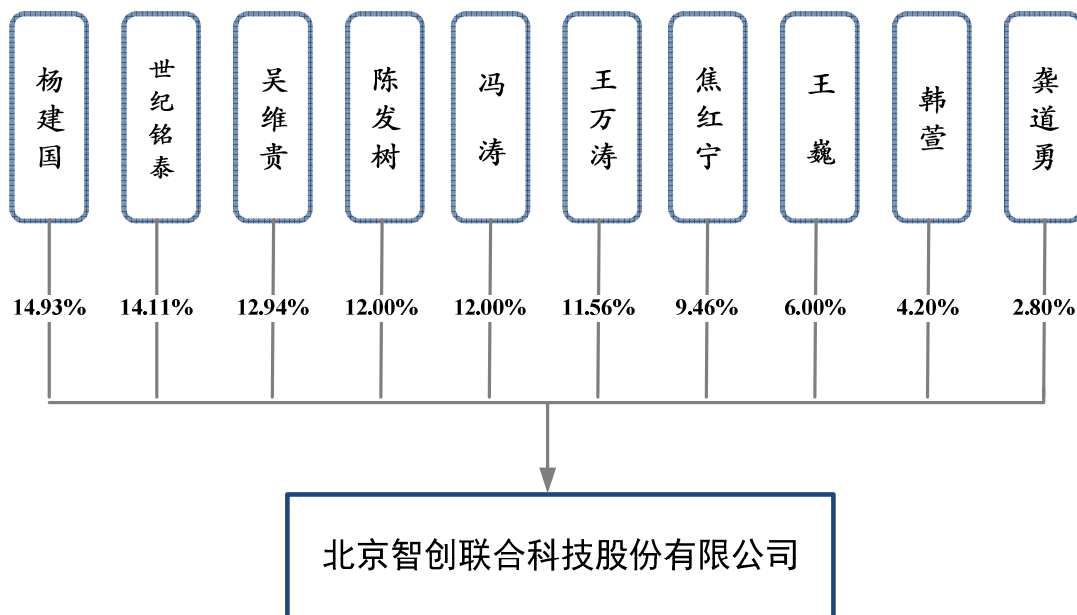 杨建国
世纪铭泰
吴维贵
陈发树
冯涛
王万涛
焦红宁
王巍
韩萱
龚道勇
14.93%
14.11%
12.94%
12.00%
12.00%
11.56%
9.46%
6.00%
4.20%
2.80%
北京智创联合科技股份有限公司